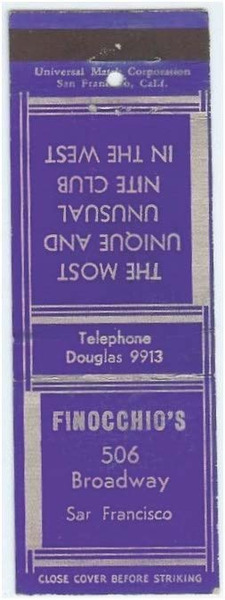 Universal Match Corporation
San Francisco, Calif.
THE MOST
UNIQUE AND
UNUSUAL
NITE CLUB
IN THE WEST
Telephone
Douglas 9913
FINOCCHIO'S
506
Broadway
Sar Francisco
CLOSE COVER BEFORE STRIKING